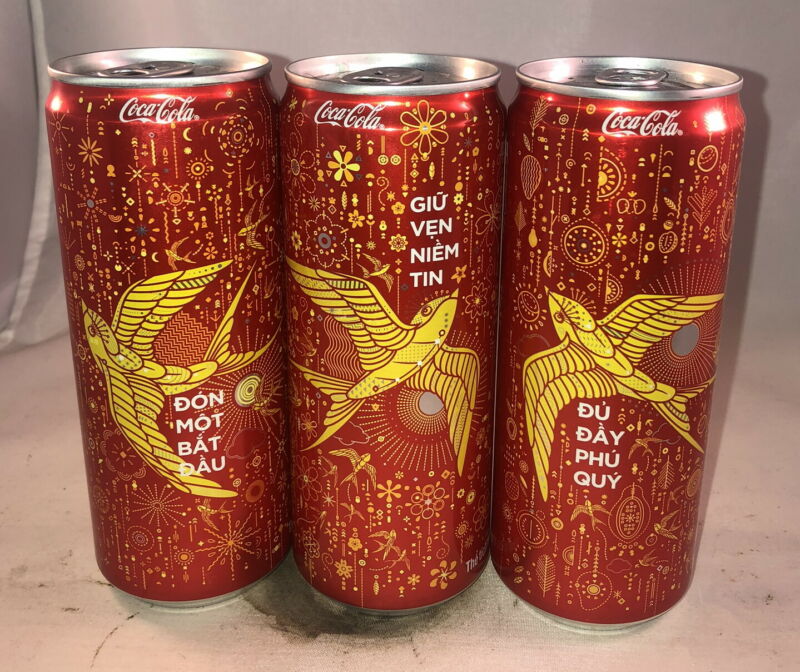 Coca-Cola
ĐÓN
MỘT
BẮT
ĐẦU
Coca-Cola
GIỮ
VẸN
NIỀM
TIN
Coca-Cola
ĐỦ
ĐẦY
PHÚ
QUÝ